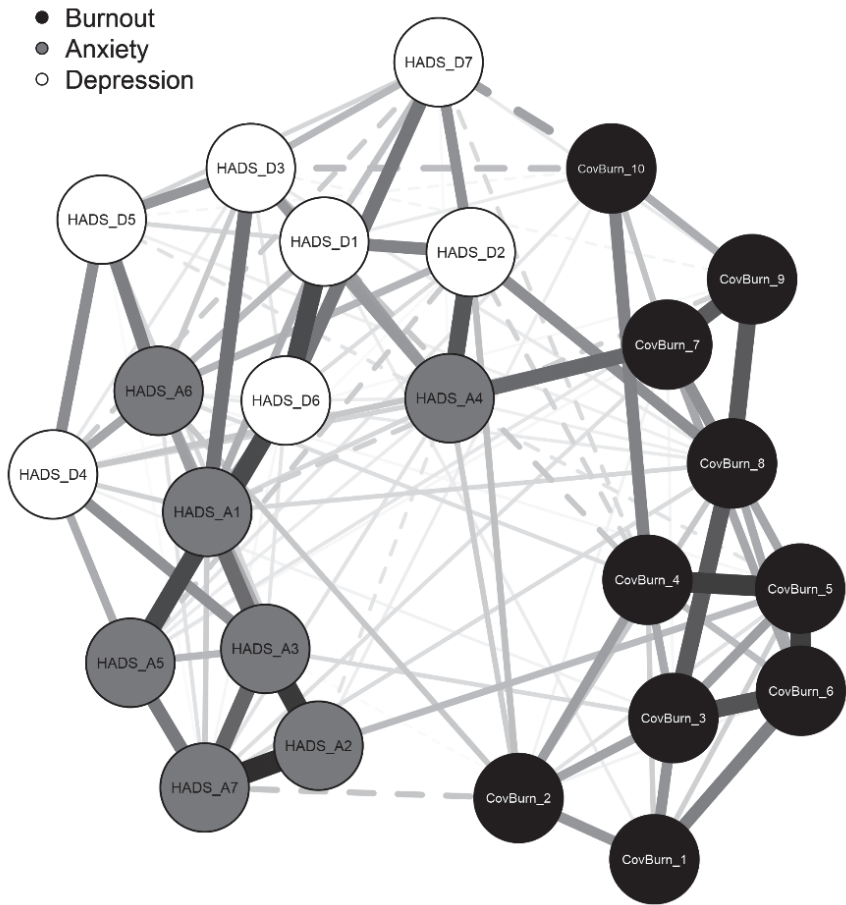 Burnout
Anxiety
Depression
HADS_D7
HADS_D3
CovBurn_10
HADS_D5
HADS_D1
HADS_D2
CovBurn_9
CovBurn_7
HADS_A6
HADS_D6
HADS_A4
CovBurn_8
HADS_D4
HADS_A1
CovBurn_4
CovBurn_5
HADS_A5
HADS_A3
CovBurn_6
CovBurn_3
HADS_A2
HADS_A7
CovBurn_2
CovBurn_1